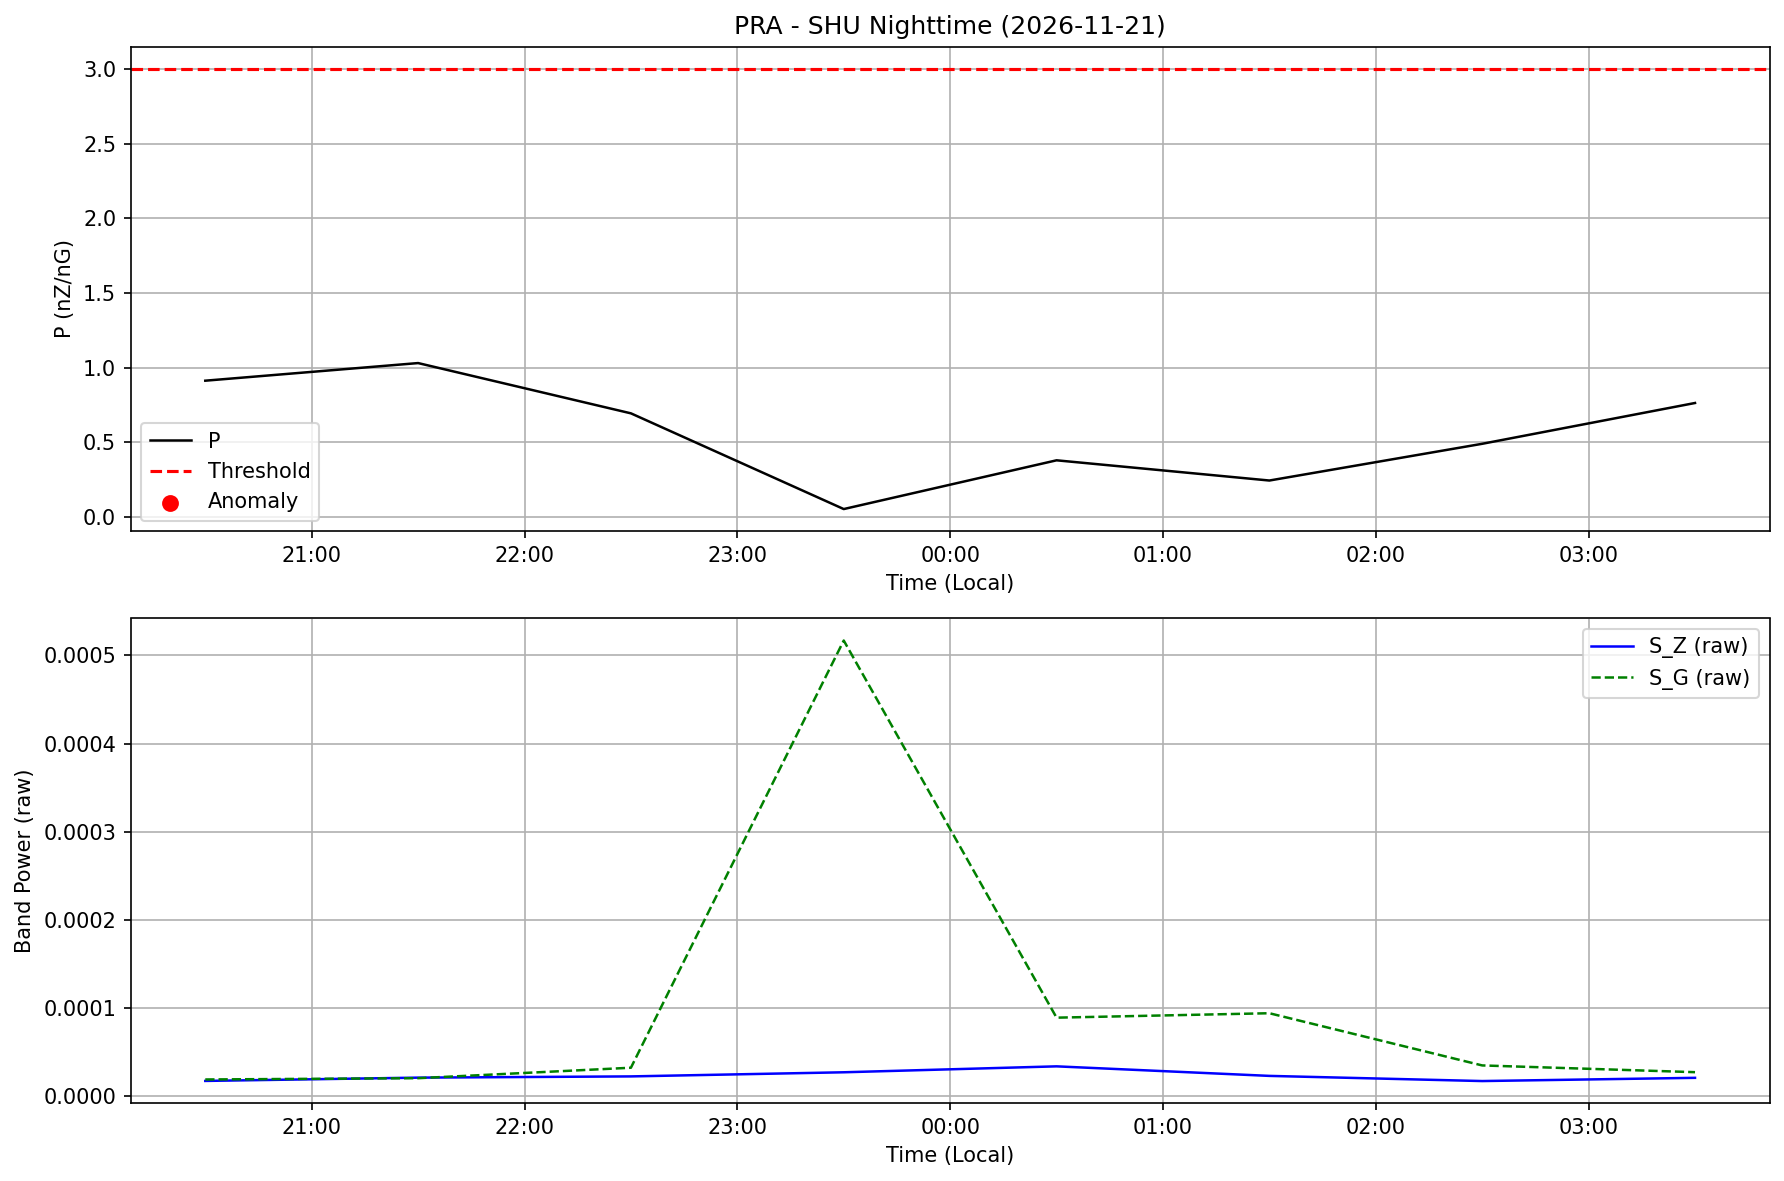 PRA - SHU Nighttime (2026-11-21)
3.0
2.5
2.0
1.5
1.0
0.5
0.0
P (nZ/nG)
P
Threshold
Anomaly
21:00 22:00 23:00 00:00 01:00 02:00 03:00
Time (Local)
0.0005
0.0004
0.0003
0.0002
0.0001
0.0000
Band Power (raw)
S_Z (raw)
S_G (raw)
21:00 22:00 23:00 00:00 01:00 02:00 03:00
Time (Local)